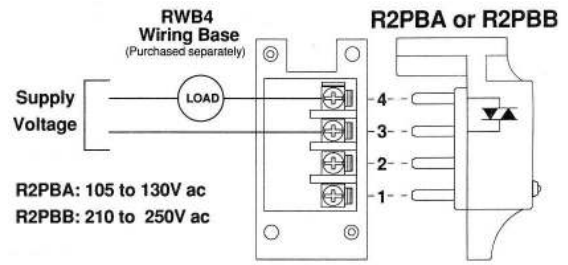 RWB4
Wiring Base
(Purchased separately)
R2PBA or R2PBB
Supply
Voltage
LOAD
4
3
2
1
R2PBA: 105 to 130V ac
R2PBB: 210 to 250V ac